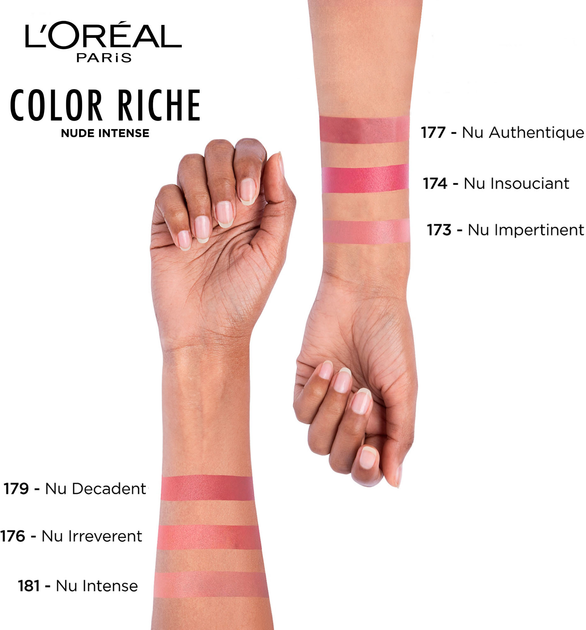 L'ORÉAL
PARiS
COLOR RICHE
NUDE INTENSE
177 - Nu Authentique
174 - Nu Insouciant
173 - Nu Impertinent
179 - Nu Decadent
176 - Nu Irreverent
181 - Nu Intense